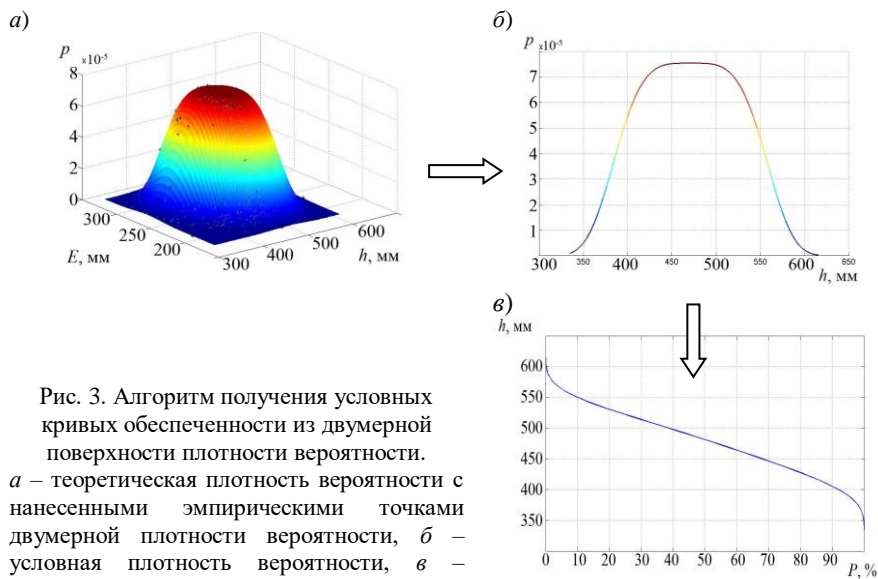 а)
p
×10⁻⁵
8
6
4
2
0
300
250
200
E, мм
300
400
500
600
h, мм
б)
p ×10⁻⁵
7
6
5
4
3
2
1
300 350 400 450 500 550 600 650
h, мм
в)
h, мм
600
550
500
450
400
350
0 10 20 30 40 50 60 70 80 90
P, %
Рис. 3. Алгоритм получения условных
кривых обеспеченности из двумерной
поверхности плотности вероятности.
а – теоретическая плотность вероятности с
нанесенными эмпирическими точками
двумерной плотности вероятности, б –
условная плотность вероятности, в –